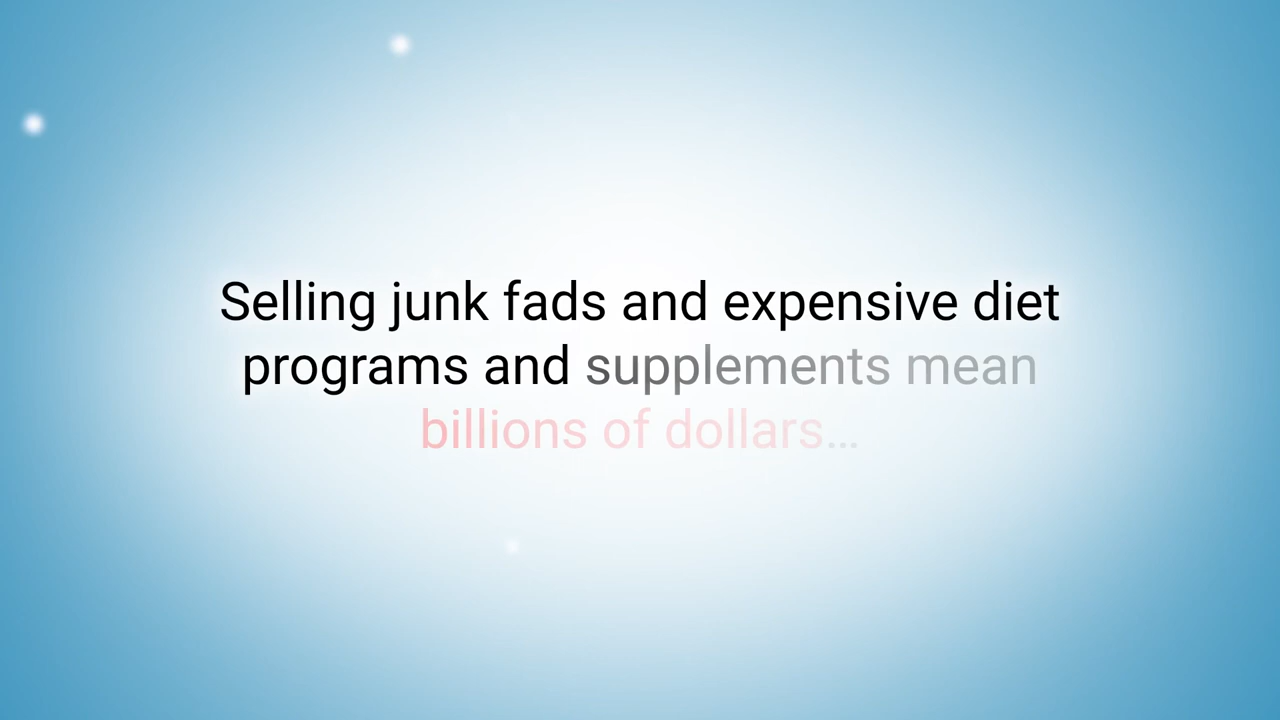 Selling junk fads and expensive diet
programs and supplements mean
billions of dollars…